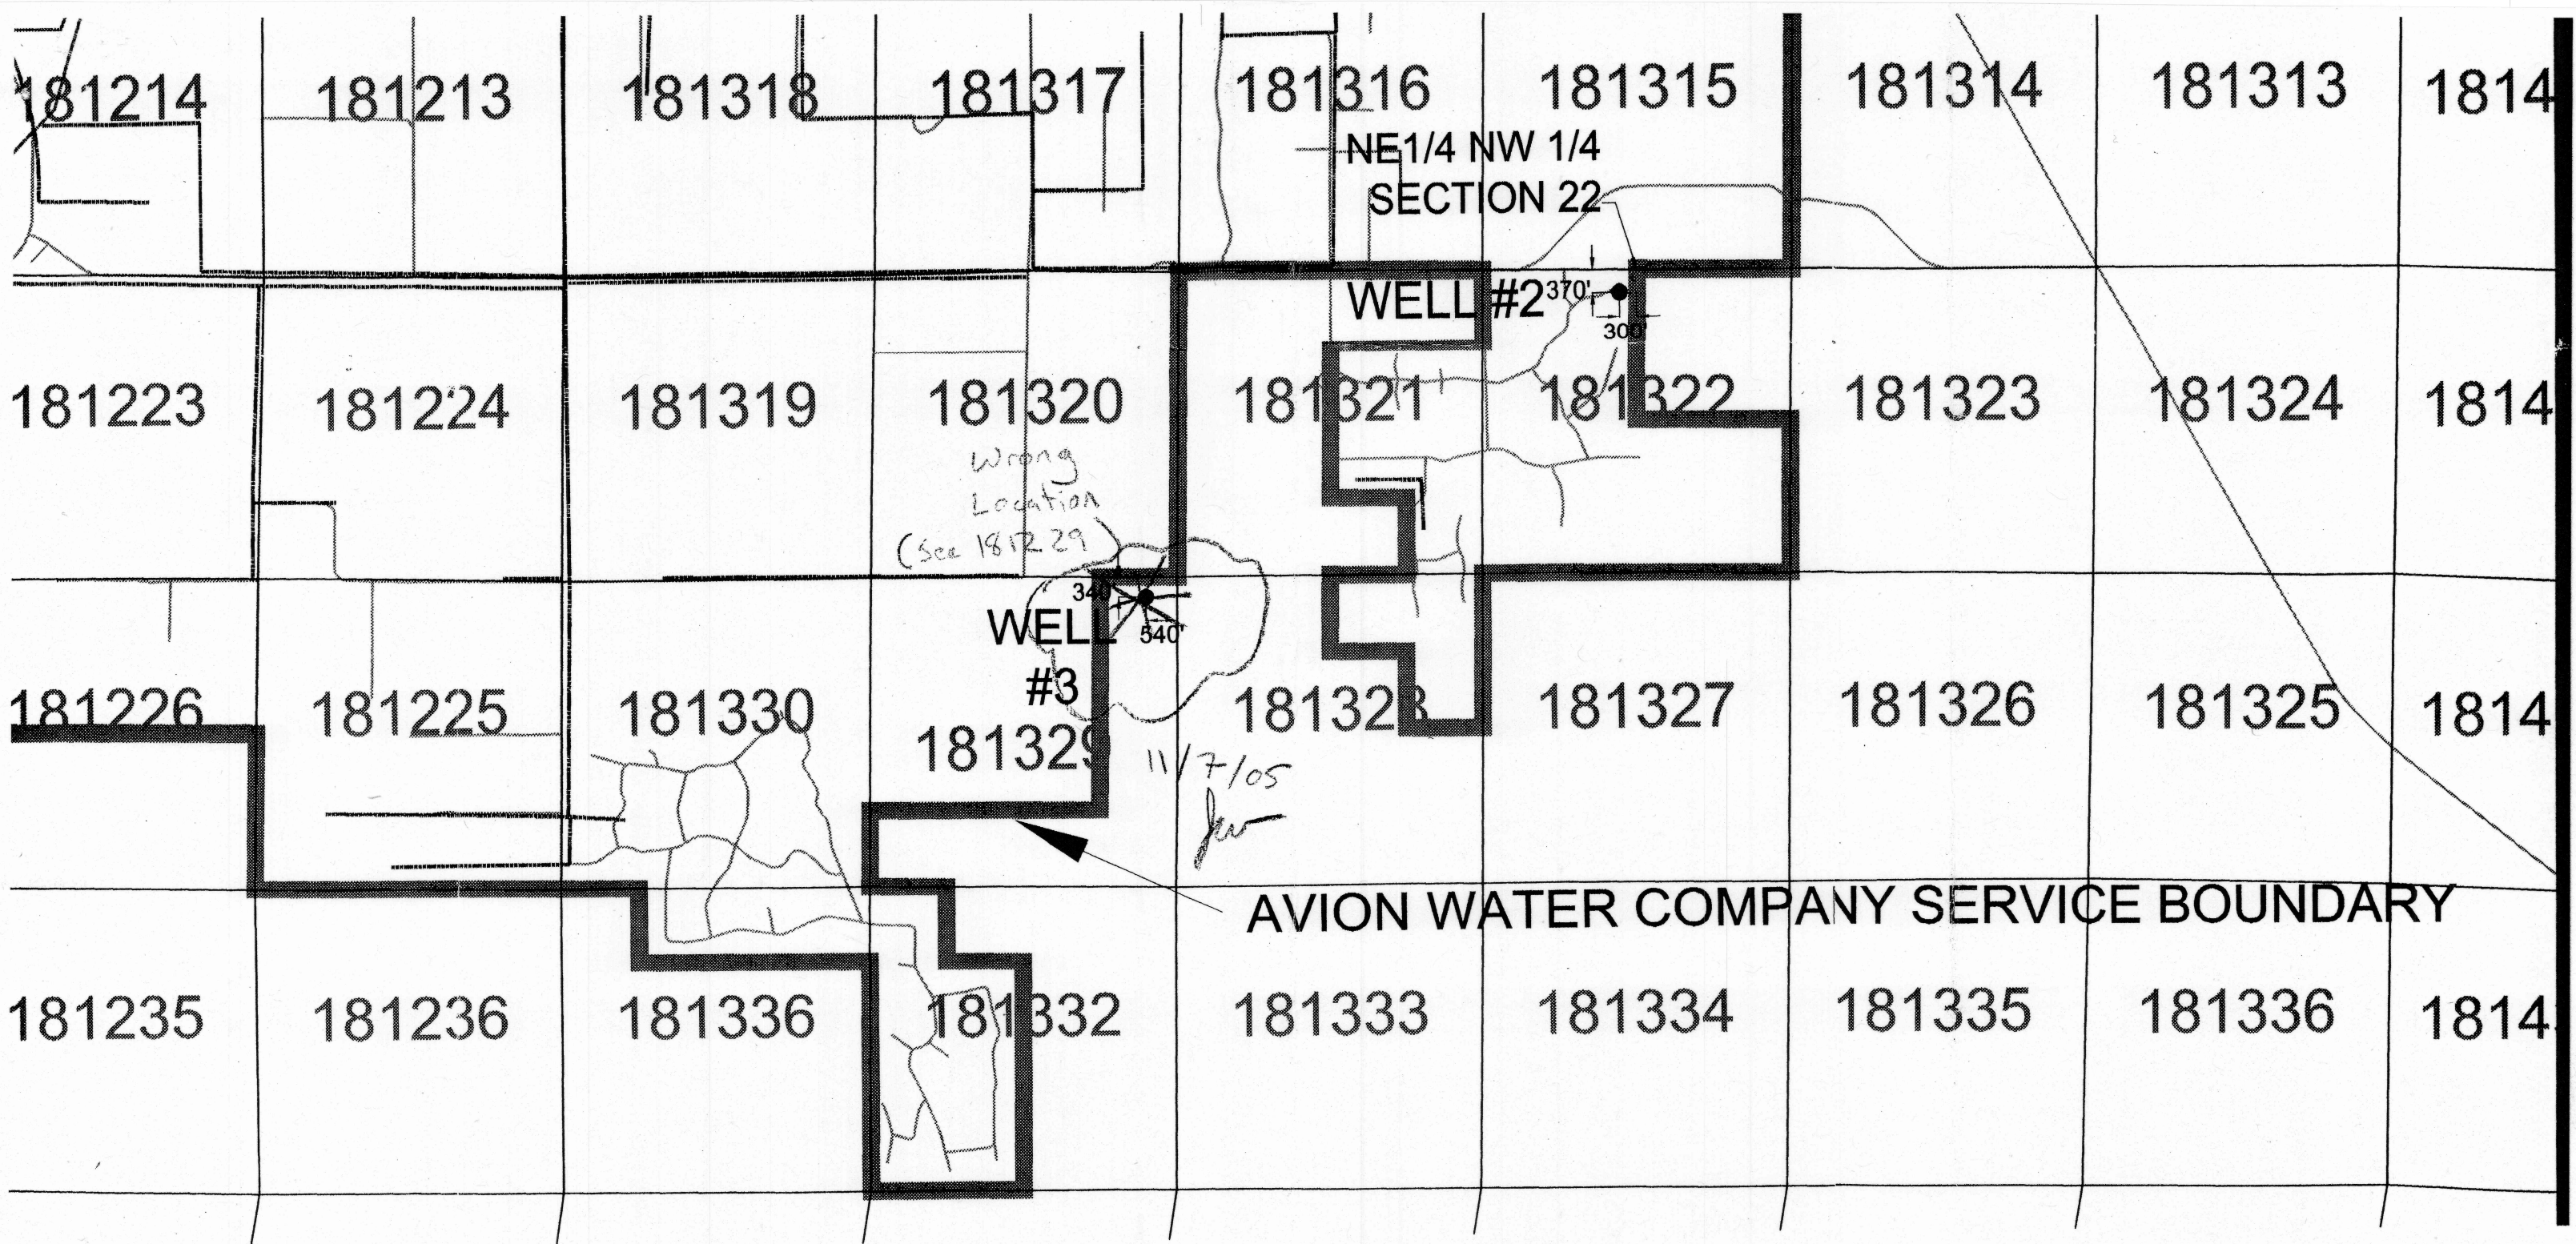 181214 181213 181318 181317 181316 181315 181314 181313 1814
NE1/4 NW 1/4
SECTION 22
WELL #2 370'
300'
181223 181224 181319 181320 181321 181322 181323 181324 1814
Wrong
Location
(See 181229)
340'
WELL
#3
540'
181226 181225 181330 181329 181328 181327 181326 181325 1814
11/7/05
AVION WATER COMPANY SERVICE BOUNDARY
181235 181236 181336 181332 181333 181334 181335 181336 1814